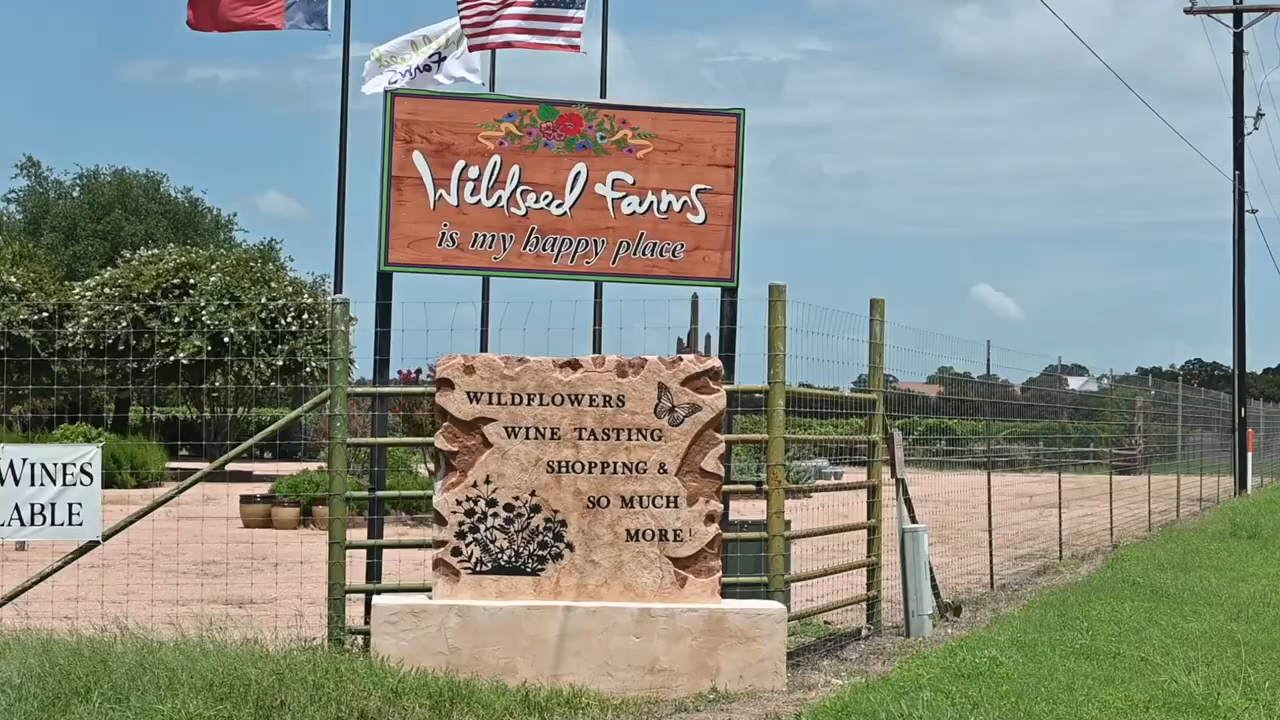 Wildseed Farms
is my happy place
WILDFLOWERS
WINE TASTING
SHOPPING &
SO MUCH
MORE!
WINES
LABLE